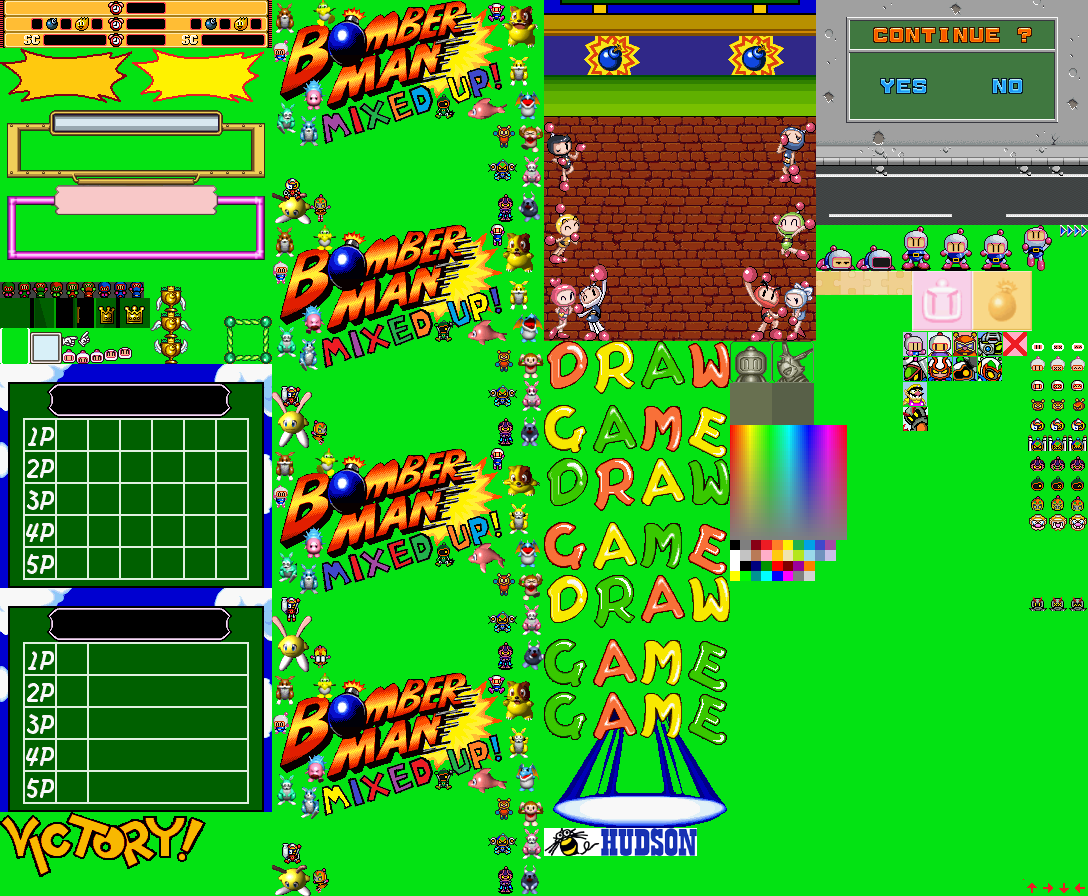 SC SC
BOMBER
MAN
MIXED UP!
BOMBER
MAN
MIXED UP!
BOMBER
MAN
MIXED UP!
BOMBER
MAN
MIXED UP!
CONTINUE ?
YES NO
1P
2P
3P
4P
5P
1P
2P
3P
4P
5P
VICTORY!
DRAW
GAME
DRAW
GAME
DRAW
GAME
GAME
HUDSON